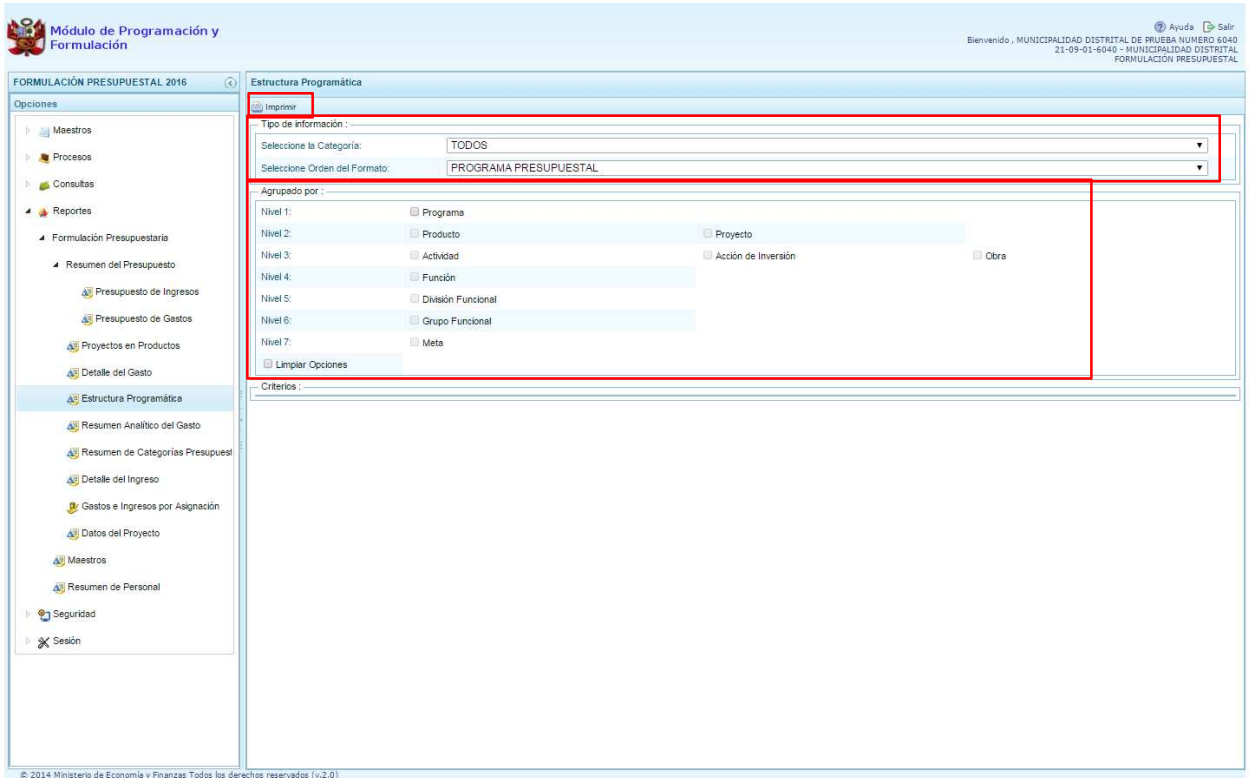 Módulo de Programación y
Formulación
Ayuda Salir
Bienvenido , MUNICIPALIDAD DISTRITAL DE PRUEBA NUMERO 6040
21-09-01-6040 - MUNICIPALIDAD DISTRITAL
FORMULACIÓN PRESUPUESTAL
FORMULACIÓN PRESUPUESTAL 2016
Opciones
Maestros
Procesos
Consultas
Reportes
Formulación Presupuestaria
Resumen del Presupuesto
Presupuesto de Ingresos
Presupuesto de Gastos
Proyectos en Productos
Detalle del Gasto
Estructura Programática
Resumen Analítico del Gasto
Resumen de Categorías Presupuest
Detalle del Ingreso
Gastos e Ingresos por Asignación
Datos del Proyecto
Maestros
Resumen de Personal
Seguridad
Sesión
Estructura Programática
Imprimir
Tipo de información :
Seleccione la Categoría: TODOS
Seleccione Orden del Formato: PROGRAMA PRESUPUESTAL
Agrupado por :
Nivel 1: Programa
Nivel 2: Producto Proyecto
Nivel 3: Actividad Acción de Inversión Obra
Nivel 4: Función
Nivel 5: División Funcional
Nivel 6: Grupo Funcional
Nivel 7: Meta
Limpiar Opciones
Criterios :
© 2014 Ministerio de Economía y Finanzas Todos los derechos reservados (v.2.0)